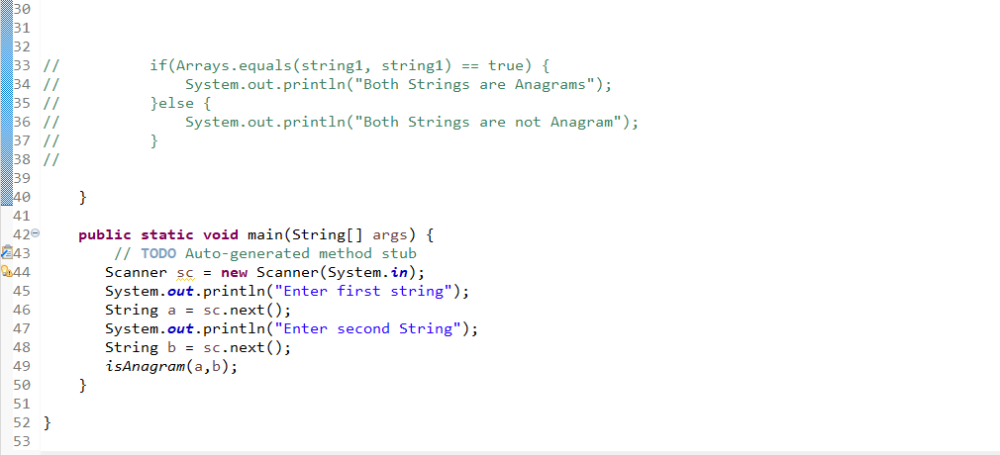 30
31
32
33 // if(Arrays.equals(string1, string1) == true) {
34 // System.out.println("Both Strings are Anagrams");
35 // }else {
36 // System.out.println("Both Strings are not Anagram");
37 // }
38 //
39
40 }
41
42 public static void main(String[] args) {
43 // TODO Auto-generated method stub
44 Scanner sc = new Scanner(System.in);
45 System.out.println("Enter first string");
46 String a = sc.next();
47 System.out.println("Enter second String");
48 String b = sc.next();
49 isAnagram(a,b);
50 }
51
52 }
53